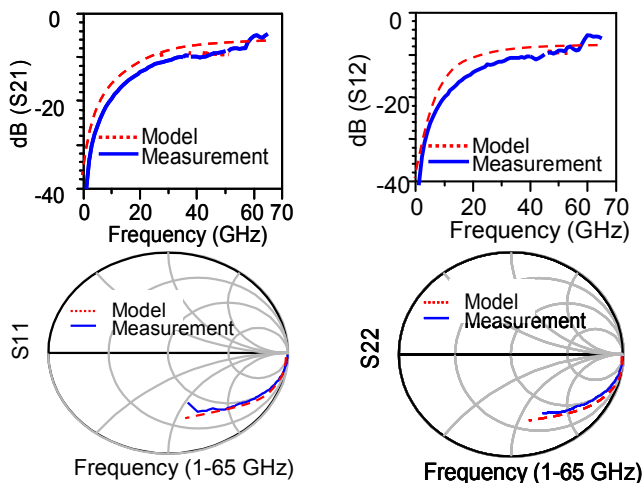 0
-20
-40
dB (S21)
Model
Measurement
0 20 40 60 70
Frequency (GHz)
0
-20
-40
dB (S12)
Model
Measurement
0 20 40 60 70
Frequency (GHz)
S11
Model
Measurement
Frequency (1-65 GHz)
S22
Model
Measurement
Frequency (1-65 GHz)